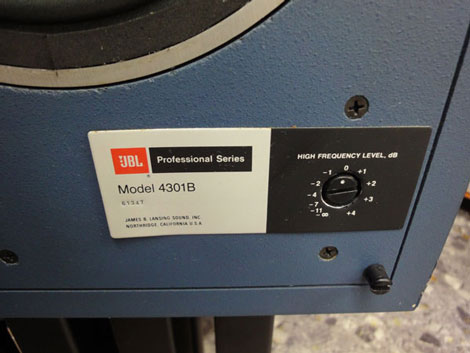 JBL Professional Series
Model 4301B
JAMES B. LANSING SOUND, INC.
NORTHRIDGE, CALIFORNIA U.S.A.
HIGH FREQUENCY LEVEL, dB
-1 0 +1
-2 +2
-4 +3
-7
-11
-∞ +4